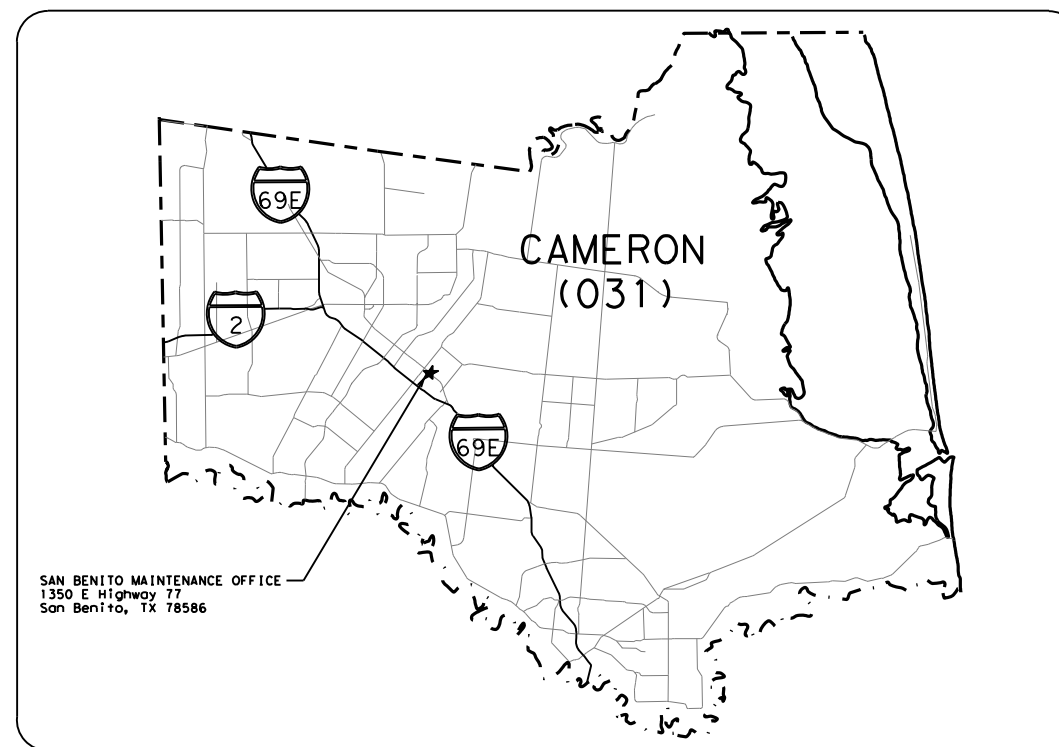 69E
CAMERON
(031)
2
69E
SAN BENITO MAINTENANCE OFFICE
1350 E Highway 77
San Benito, TX 78586